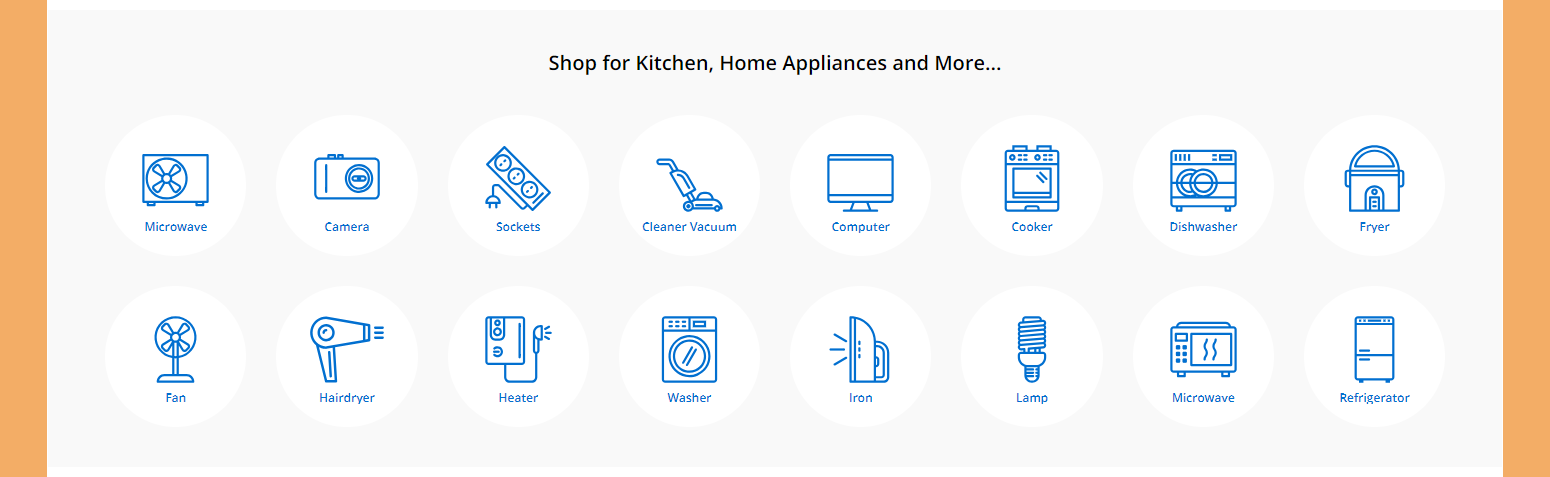 Shop for Kitchen, Home Appliances and More...
Microwave
Camera
Sockets
Cleaner Vacuum
Computer
Cooker
Dishwasher
Fryer
Fan
Hairdryer
Heater
Washer
Iron
Lamp
Microwave
Refrigerator